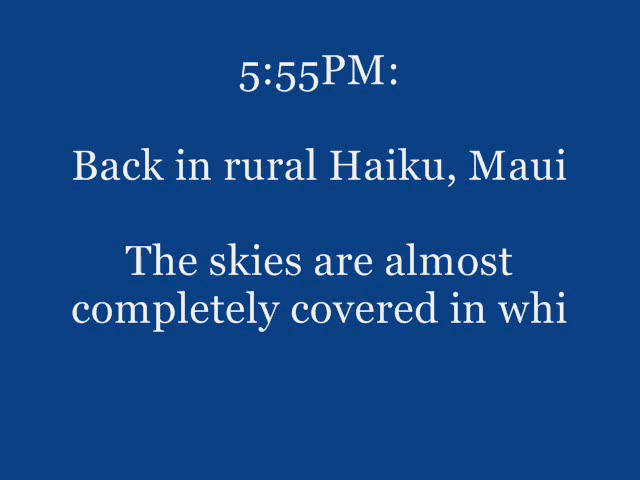 5:55PM:
Back in rural Haiku, Maui
The skies are almost
completely covered in whi